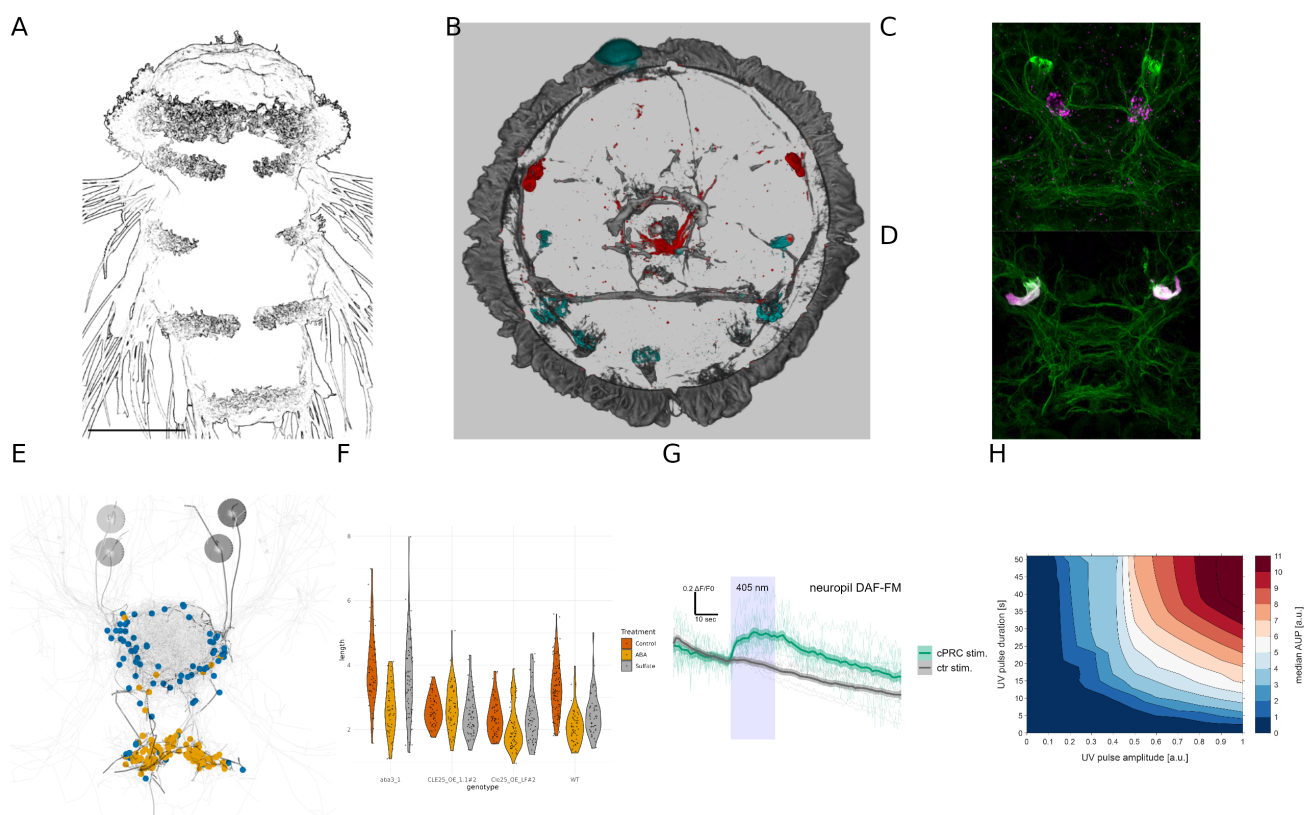 A
B
C
D
E
F
G
H
8
6
4
2
length
aba3_1
CLE25_OE_1.1#2
Cle25_OE_LF#2
WT
genotype
Treatment
Control
ABA
Sulfate
0.2 ΔF/F0
10 sec
405 nm
neuropil DAF-FM
cPRC stim.
ctr stim.
UV pulse duration [s]
50
45
40
35
30
25
20
15
10
5
0
0 0.1 0.2 0.3 0.4 0.5 0.6 0.7 0.8 0.9 1
UV pulse amplitude [a.u.]
11
10
9
8
7
6
5
4
3
2
1
0
median AUP [a.u.]